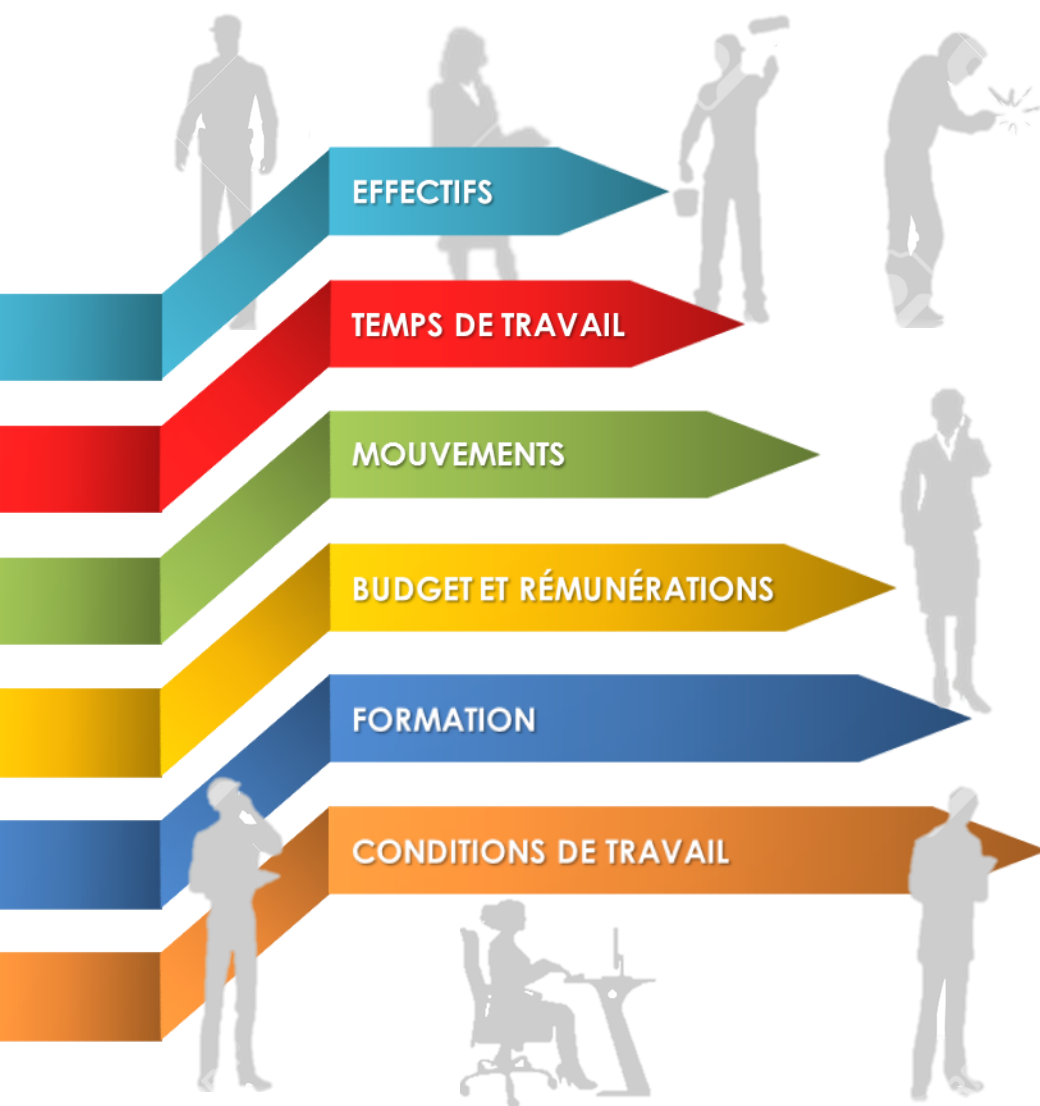 EFFECTIFS
TEMPS DE TRAVAIL
MOUVEMENTS
BUDGET ET RÉMUNÉRATIONS
FORMATION
CONDITIONS DE TRAVAIL